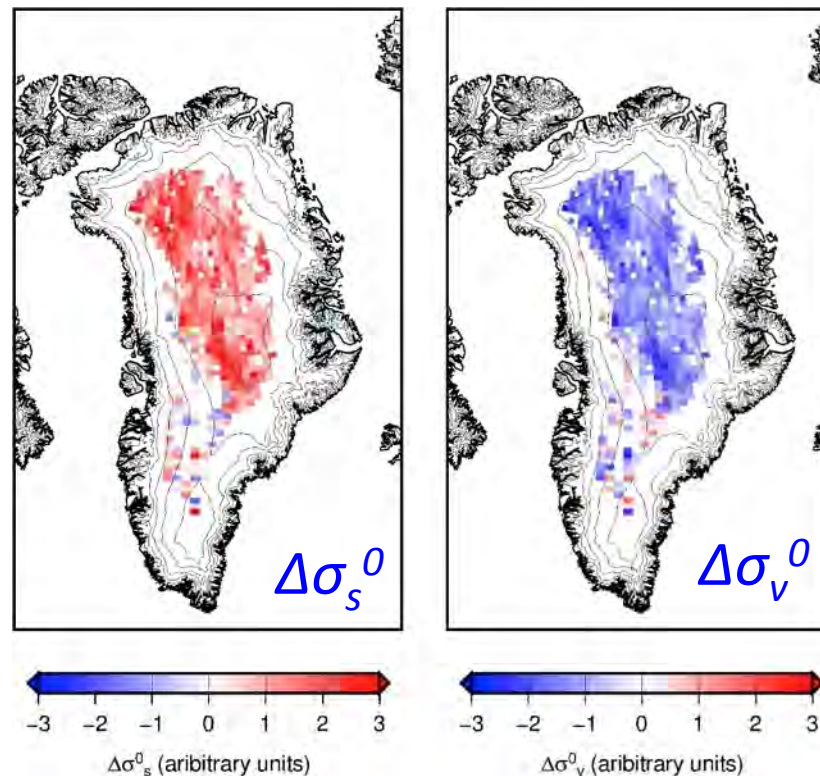 Δσs⁰
Δσv⁰
−3 −2 −1 0 1 2 3
−3 −2 −1 0 1 2 3
Δσ⁰s (aribitrary units)
Δσ⁰v (aribitrary units)